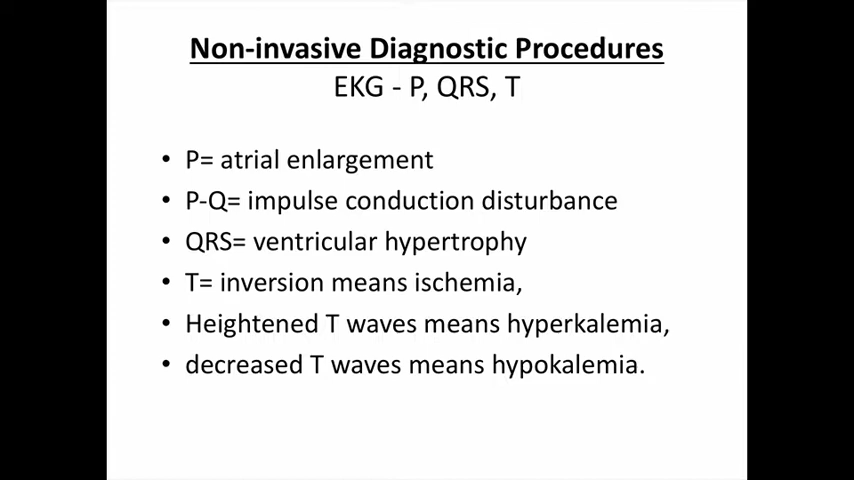 Non-invasive Diagnostic Procedures
EKG - P, QRS, T
• P= atrial enlargement
• P-Q= impulse conduction disturbance
• QRS= ventricular hypertrophy
• T= inversion means ischemia,
• Heightened T waves means hyperkalemia,
• decreased T waves means hypokalemia.